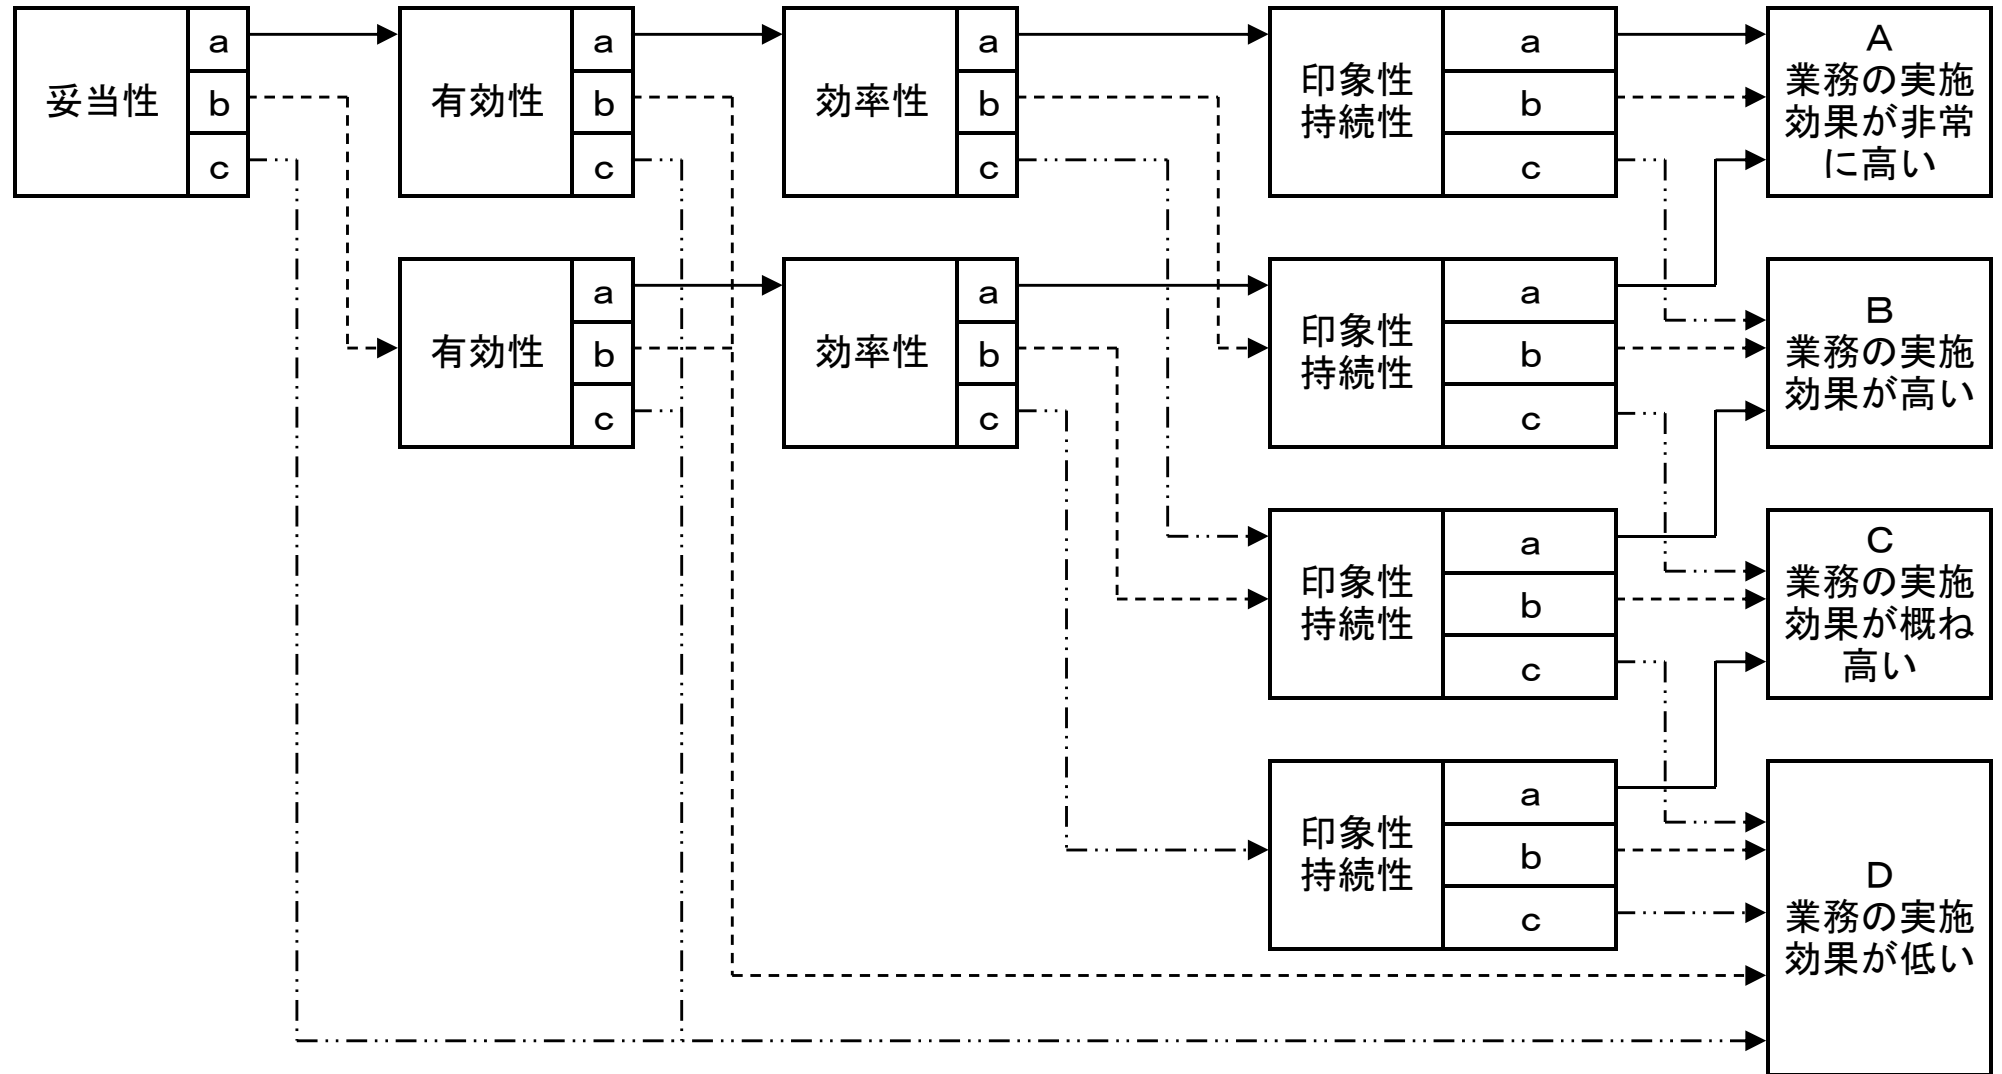 妥当性
a
b
c
有効性
a
b
c
効率性
a
b
c
印象性
持続性
a
b
c
A
業務の実施
効果が非常
に高い
有効性
a
b
c
効率性
a
b
c
印象性
持続性
a
b
c
B
業務の実施
効果が高い
印象性
持続性
a
b
c
C
業務の実施
効果が概ね
高い
印象性
持続性
a
b
c
D
業務の実施
効果が低い